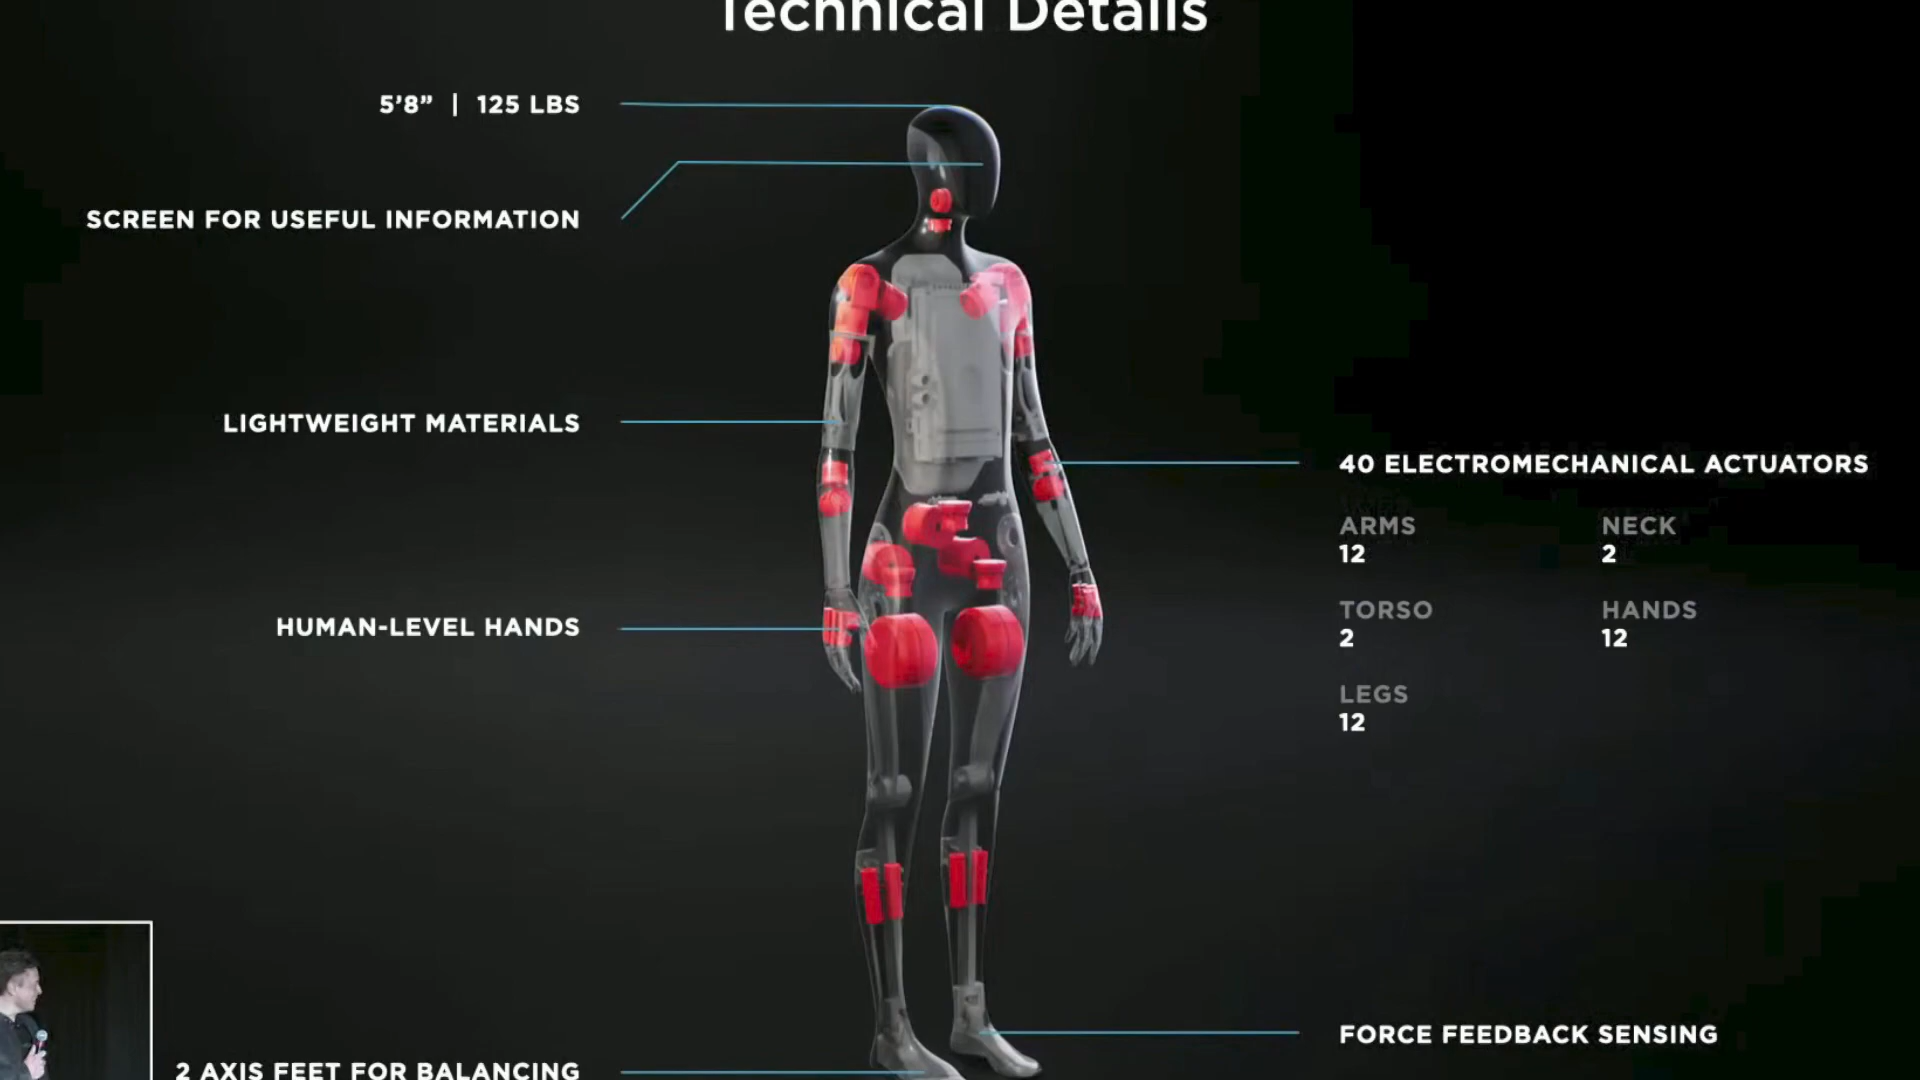 Technical Details
5'8” | 125 LBS
SCREEN FOR USEFUL INFORMATION
LIGHTWEIGHT MATERIALS
HUMAN-LEVEL HANDS
2 AXIS FEET FOR BALANCING
40 ELECTROMECHANICAL ACTUATORS
ARMS NECK
12 2
TORSO HANDS
2 12
LEGS
12
FORCE FEEDBACK SENSING